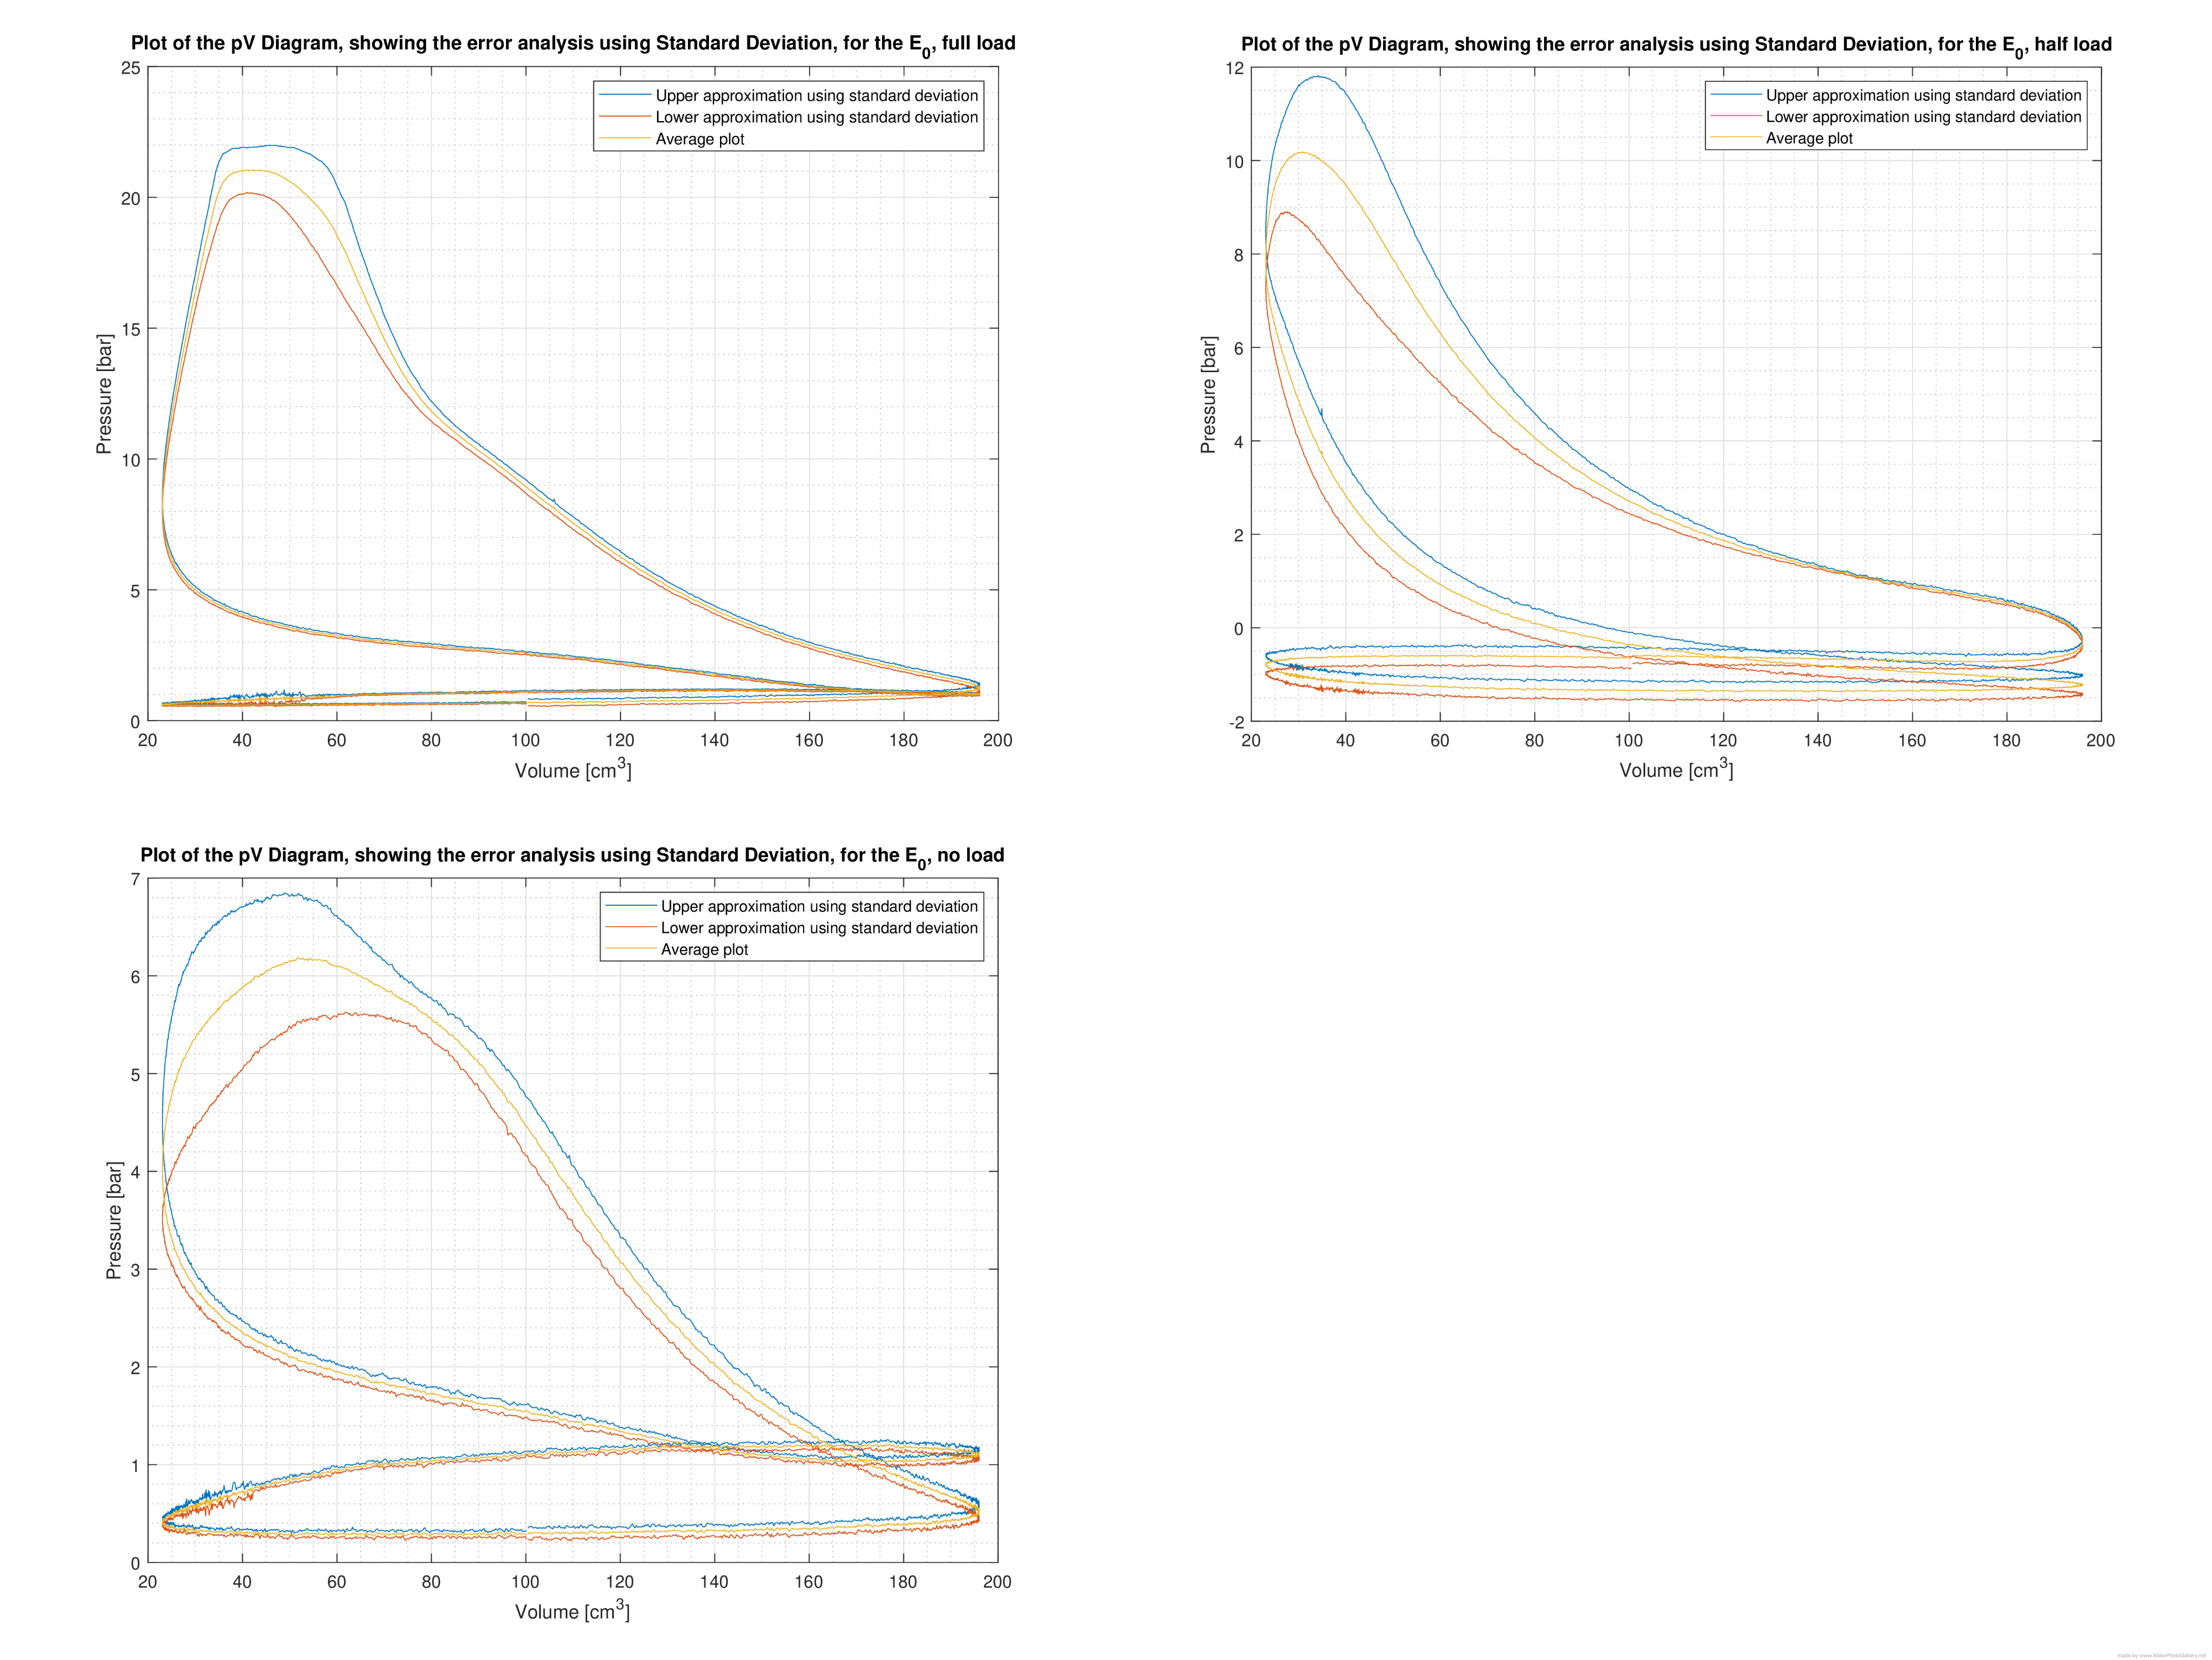 Plot of the pV Diagram, showing the error analysis using Standard Deviation, for the E0, full load
25
20
15
10
5
0
Pressure [bar]
Upper approximation using standard deviation
Lower approximation using standard deviation
Average plot
20 40 60 80 100 120 140 160 180 200
Volume [cm3]
Plot of the pV Diagram, showing the error analysis using Standard Deviation, for the E0, half load
12
10
8
6
4
2
0
-2
Pressure [bar]
Upper approximation using standard deviation
Lower approximation using standard deviation
Average plot
20 40 60 80 100 120 140 160 180 200
Volume [cm3]
Plot of the pV Diagram, showing the error analysis using Standard Deviation, for the E0, no load
7
6
5
4
3
2
1
0
Pressure [bar]
Upper approximation using standard deviation
Lower approximation using standard deviation
Average plot
20 40 60 80 100 120 140 160 180 200
Volume [cm3]
made by www.MakePhotoGallery.net